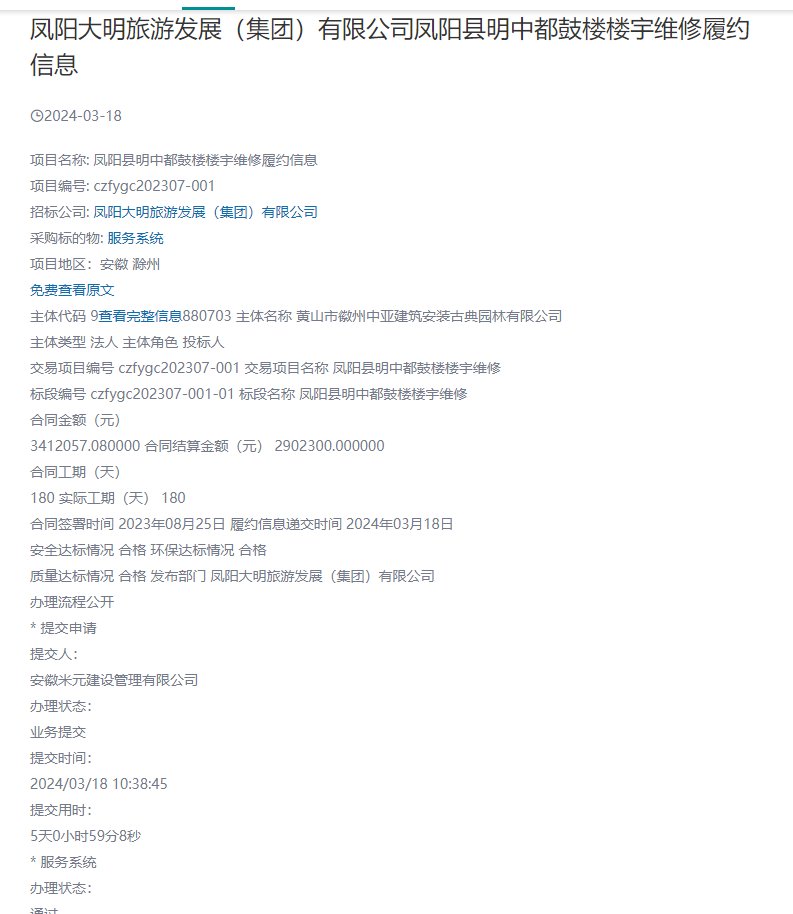 凤阳大明旅游发展（集团）有限公司凤阳县明中都鼓楼楼宇维修履约
信息
2024-03-18
项目名称: 凤阳县明中都鼓楼楼宇维修履约信息
项目编号: czfygc202307-001
招标公司: 凤阳大明旅游发展（集团）有限公司
采购标的物: 服务系统
项目地区：安徽 滁州
免费查看原文
主体代码 9查看完整信息880703 主体名称 黄山市徽州中亚建筑安装古典园林有限公司
主体类型 法人 主体角色 投标人
交易项目编号 czfygc202307-001 交易项目名称 凤阳县明中都鼓楼楼宇维修
标段编号 czfygc202307-001-01 标段名称 凤阳县明中都鼓楼楼宇维修
合同金额（元）
3412057.080000 合同结算金额（元） 2902300.000000
合同工期（天）
180 实际工期（天） 180
合同签署时间 2023年08月25日 履约信息递交时间 2024年03月18日
安全达标情况 合格 环保达标情况 合格
质量达标情况 合格 发布部门 凤阳大明旅游发展（集团）有限公司
办理流程公开
* 提交申请
提交人：
安徽米元建设管理有限公司
办理状态：
业务提交
提交时间：
2024/03/18 10:38:45
提交用时：
5天0小时59分8秒
* 服务系统
办理状态：
通过